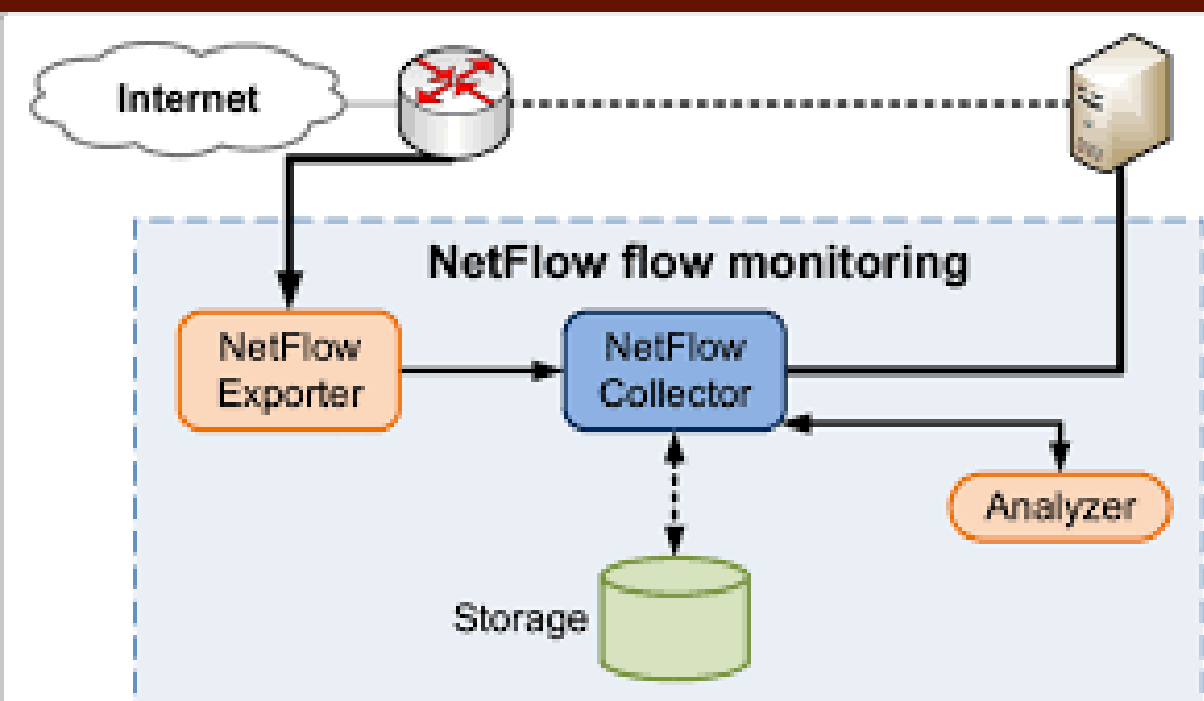 Internet
NetFlow flow monitoring
NetFlow
Exporter
NetFlow
Collector
Analyzer
Storage